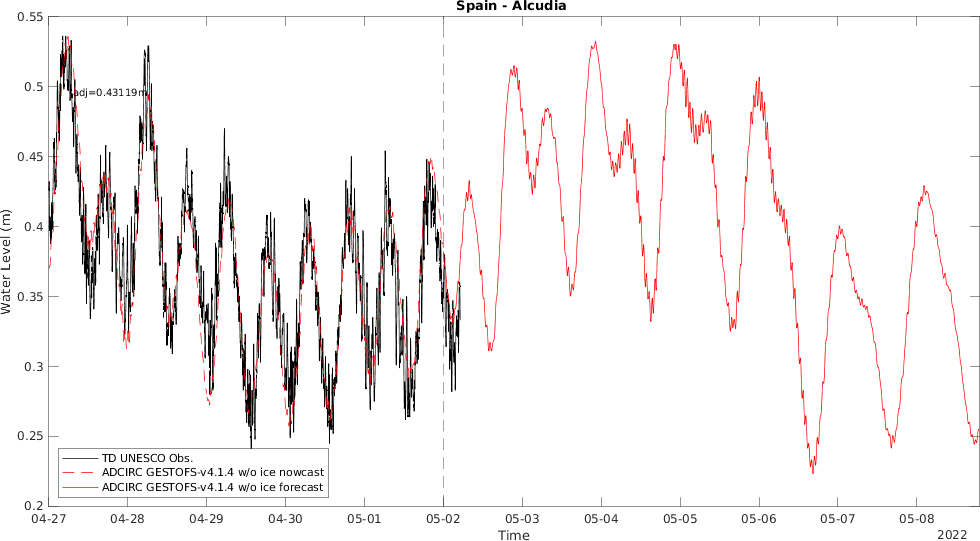 Spain - Alcudia
0.55
0.5
0.45
0.4
0.35
0.3
0.25
0.2
Water Level (m)
adj=0.43119m
TD UNESCO Obs.
ADCIRC GESTOFS-v4.1.4 w/o ice nowcast
ADCIRC GESTOFS-v4.1.4 w/o ice forecast
04-27 04-28 04-29 04-30 05-01 05-02 05-03 05-04 05-05 05-06 05-07 05-08
Time
2022